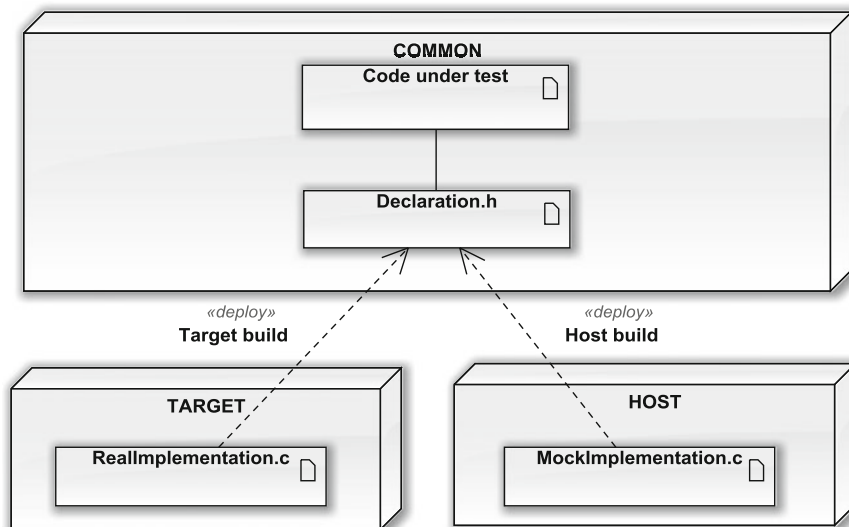 COMMON
Code under test
Declaration.h
«deploy»
Target build
«deploy»
Host build
TARGET
RealImplementation.c
HOST
MockImplementation.c